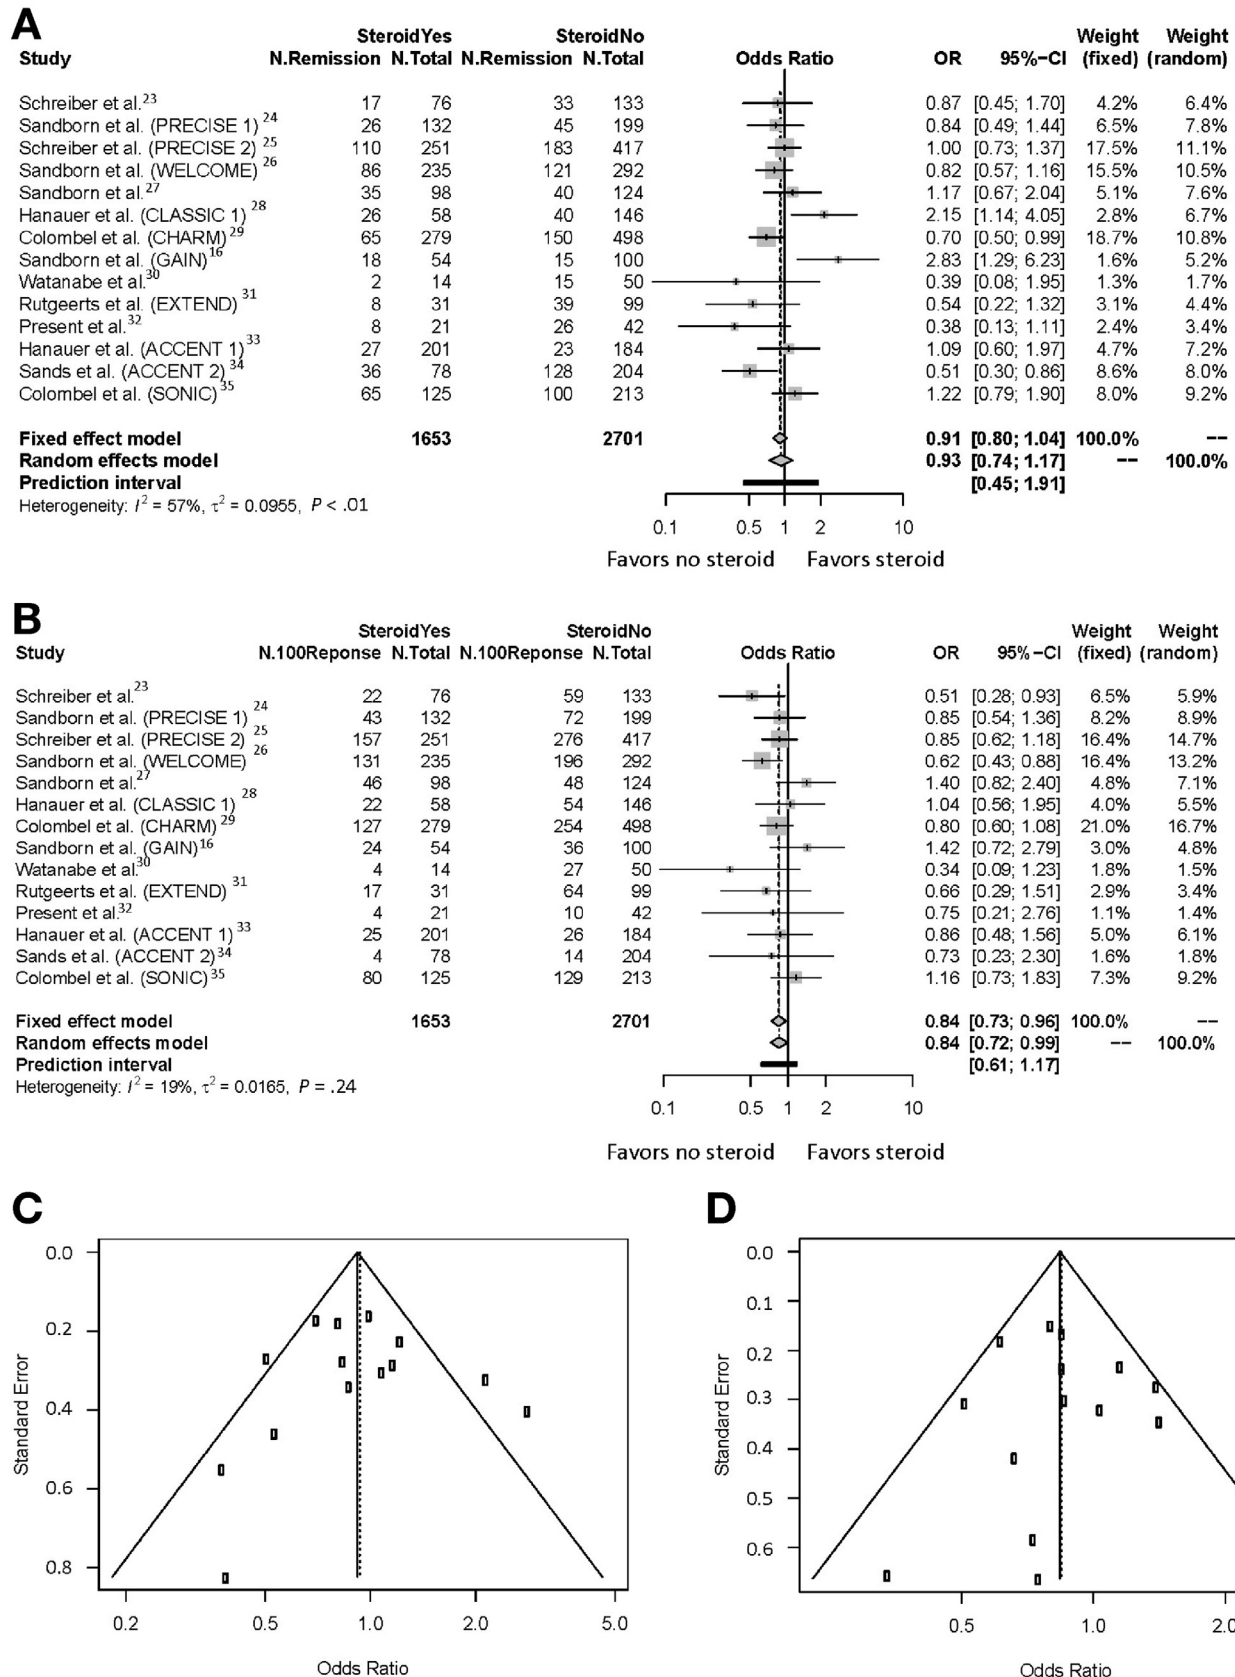 A
SteroidYes SteroidNo Weight Weight
Study N.Remission N.Total N.Remission N.Total Odds Ratio OR 95%−CI (fixed) (random)
Schreiber et al.23 17 76 33 133 0.87 [0.45; 1.70] 4.2% 6.4%
Sandborn et al. (PRECISE 1) 24 26 132 45 199 0.84 [0.49; 1.44] 6.5% 7.8%
Schreiber et al. (PRECISE 2) 25 110 251 183 417 1.00 [0.73; 1.37] 17.5% 11.1%
Sandborn et al. (WELCOME) 26 86 235 121 292 0.82 [0.57; 1.16] 15.5% 10.5%
Sandborn et al.27 35 98 40 124 1.17 [0.67; 2.04] 5.1% 7.6%
Hanauer et al. (CLASSIC 1) 28 26 58 40 146 2.15 [1.14; 4.05] 2.8% 6.7%
Colombel et al. (CHARM) 29 65 279 150 498 0.70 [0.50; 0.99] 18.7% 10.8%
Sandborn et al. (GAIN)16 18 54 15 100 2.83 [1.29; 6.23] 1.6% 5.2%
Watanabe et al.30 2 14 15 50 0.39 [0.08; 1.95] 1.3% 1.7%
Rutgeerts et al. (EXTEND) 31 8 31 39 99 0.54 [0.22; 1.32] 3.1% 4.4%
Present et al.32 8 21 26 42 0.38 [0.13; 1.11] 2.4% 3.4%
Hanauer et al. (ACCENT 1)33 27 201 23 184 1.09 [0.60; 1.97] 4.7% 7.2%
Sands et al. (ACCENT 2)34 36 78 128 204 0.51 [0.30; 0.86] 8.6% 8.0%
Colombel et al. (SONIC)35 65 125 100 213 1.22 [0.79; 1.90] 8.0% 9.2%
Fixed effect model 1653 2701 0.91 [0.80; 1.04] 100.0% −−
Random effects model 0.93 [0.74; 1.17] −− 100.0%
Prediction interval [0.45; 1.91]
Heterogeneity: I2 = 57%, τ2 = 0.0955, P < .01
0.1 0.5 1 2 10
Favors no steroid Favors steroid
B
SteroidYes SteroidNo Weight Weight
Study N.100Reponse N.Total N.100Reponse N.Total Odds Ratio OR 95%−CI (fixed) (random)
Schreiber et al.23 22 76 59 133 0.51 [0.28; 0.93] 6.5% 5.9%
Sandborn et al. (PRECISE 1) 24 43 132 72 199 0.85 [0.54; 1.36] 8.2% 8.9%
Schreiber et al. (PRECISE 2) 25 157 251 276 417 0.85 [0.62; 1.18] 16.4% 14.7%
Sandborn et al. (WELCOME) 26 131 235 196 292 0.62 [0.43; 0.88] 16.4% 13.2%
Sandborn et al.27 46 98 48 124 1.40 [0.82; 2.40] 4.8% 7.1%
Hanauer et al. (CLASSIC 1) 28 22 58 54 146 1.04 [0.56; 1.95] 4.0% 5.5%
Colombel et al. (CHARM) 29 127 279 254 498 0.80 [0.60; 1.08] 21.0% 16.7%
Sandborn et al. (GAIN)16 24 54 36 100 1.42 [0.72; 2.79] 3.0% 4.8%
Watanabe et al.30 4 14 27 50 0.34 [0.09; 1.23] 1.8% 1.5%
Rutgeerts et al. (EXTEND) 31 17 31 64 99 0.66 [0.29; 1.51] 2.9% 3.4%
Present et al.32 4 21 10 42 0.75 [0.21; 2.76] 1.1% 1.4%
Hanauer et al. (ACCENT 1)33 25 201 26 184 0.86 [0.48; 1.56] 5.0% 6.1%
Sands et al. (ACCENT 2)34 4 78 14 204 0.73 [0.23; 2.30] 1.6% 1.8%
Colombel et al. (SONIC)35 80 125 129 213 1.16 [0.73; 1.83] 7.3% 9.2%
Fixed effect model 1653 2701 0.84 [0.73; 0.96] 100.0% −−
Random effects model 0.84 [0.72; 0.99] −− 100.0%
Prediction interval [0.61; 1.17]
Heterogeneity: I2 = 19%, τ2 = 0.0165, P = .24
0.1 0.5 1 2 10
Favors no steroid Favors steroid
C
0.0
0.2
0.4
0.6
0.8
Standard Error
0.2 0.5 1.0 2.0 5.0
Odds Ratio
D
0.0
0.1
0.2
0.3
0.4
0.5
0.6
Standard Error
0.5 1.0 2.0
Odds Ratio